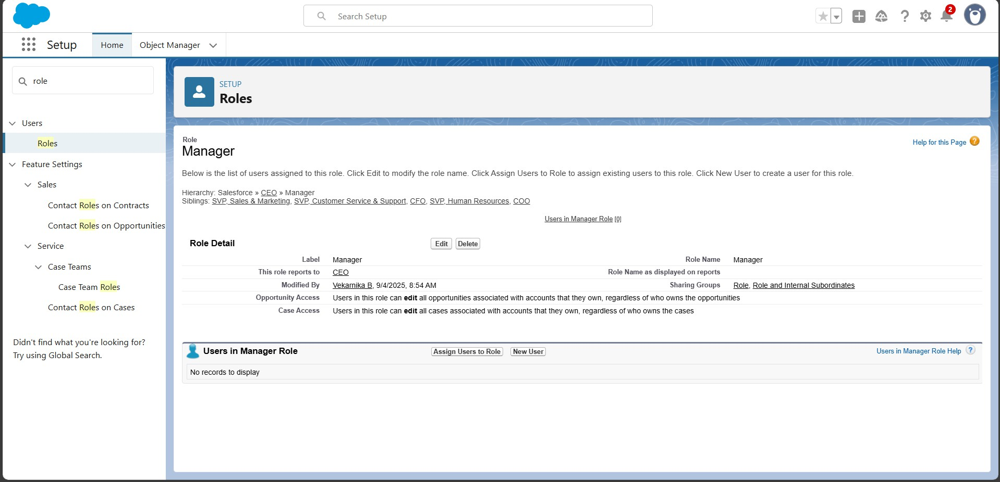 Search Setup
2
Setup
Home
Object Manager
role
Users
Roles
Feature Settings
Sales
Contact Roles on Contracts
Contact Roles on Opportunities
Service
Case Teams
Case Team Roles
Contact Roles on Cases
Didn't find what you're looking for?
Try using Global Search.
SETUP
Roles
Role
Manager
Help for this Page ?
Below is the list of users assigned to this role. Click Edit to modify the role name. Click Assign Users to Role to assign existing users to this role. Click New User to create a user for this role.
Hierarchy: Salesforce » CEO » Manager
Siblings: SVP, Sales & Marketing, SVP, Customer Service & Support, CFO, SVP, Human Resources, COO
Users in Manager Role [0]
Role Detail Edit Delete
Label Manager Role Name Manager
This role reports to CEO Role Name as displayed on reports
Modified By Vekarnika B, 9/4/2025, 8:54 AM Sharing Groups Role, Role and Internal Subordinates
Opportunity Access Users in this role can edit all opportunities associated with accounts that they own, regardless of who owns the opportunities
Case Access Users in this role can edit all cases associated with accounts that they own, regardless of who owns the cases
Users in Manager Role Assign Users to Role New User Users in Manager Role Help ?
No records to display